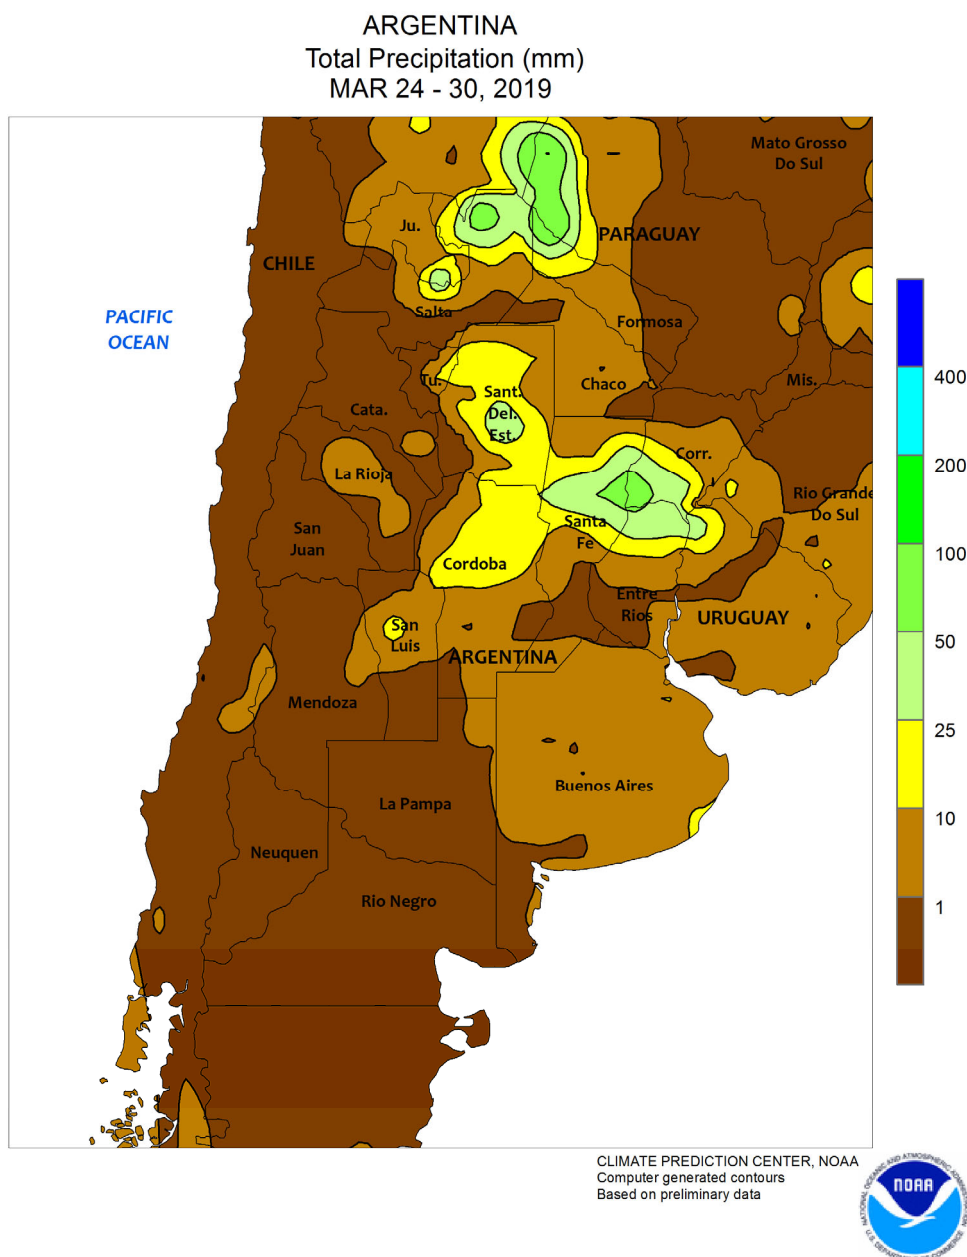 ARGENTINA
Total Precipitation (mm)
MAR 24 - 30, 2019
Mato Grosso
Do Sul
Ju.
PARAGUAY
CHILE
PACIFIC
OCEAN
Salta
Formosa
Tu.
Sant.
Del.
Est.
Chaco
Mis.
Cata.
Corr.
La Rioja
Rio Grande
Do Sul
San
Juan
Santa
Fe
Cordoba
Entre
Rios
URUGUAY
San
Luis
ARGENTINA
Mendoza
Buenos Aires
La Pampa
Neuquen
Rio Negro
400
200
100
50
25
10
1
CLIMATE PREDICTION CENTER, NOAA
Computer generated contours
Based on preliminary data
NOAA